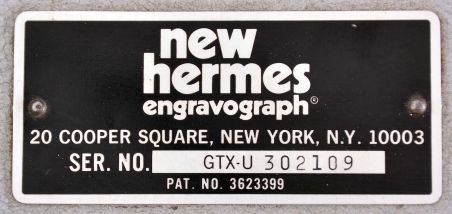 new
hermes
engravograph®
20 COOPER SQUARE, NEW YORK, N.Y. 10003
SER. NO. GTX-U 302109
PAT. NO. 3623399